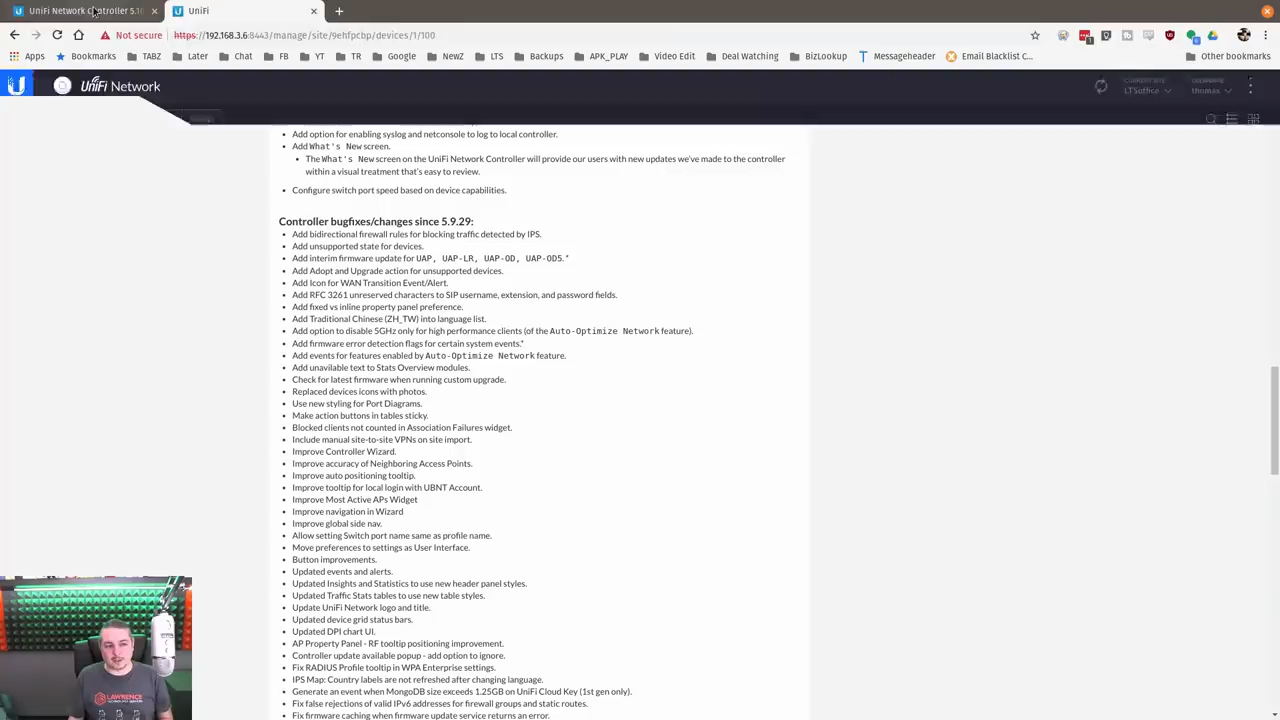 UniFi Network Controller 5.10
UniFi
Not secure
https://192.168.3.6:8443/manage/site/9ehfpcbp/devices/1/100
Apps
Bookmarks
TABZ
Later
Chat
FB
YT
TR
Google
NewZ
LTS
Backups
APK_PLAY
Video Edit
Deal Watching
BizLookup
Messageheader
Email Blacklist C...
Other bookmarks
UniFi Network
CURRENT SITE
LTSoffice
USERNAME
thomas
Add option for enabling syslog and netconsole to log to local controller.
Add What's New screen.
The What's New screen on the UniFi Network Controller will provide our users with new updates we've made to the controller
within a visual treatment that's easy to review.
Configure switch port speed based on device capabilities.
Controller bugfixes/changes since 5.9.29:
Add bidirectional firewall rules for blocking traffic detected by IPS.
Add unsupported state for devices.
Add interim firmware update for UAP, UAP-LR, UAP-OD, UAP-OD5.*
Add Adopt and Upgrade action for unsupported devices.
Add Icon for WAN Transition Event/Alert.
Add RFC 3261 unreserved characters to SIP username, extension, and password fields.
Add fixed vs inline property panel preference.
Add Traditional Chinese (ZH_TW) into language list.
Add option to disable 5GHz only for high performance clients (of the Auto-Optimize Network feature).
Add firmware error detection flags for certain system events.*
Add events for features enabled by Auto-Optimize Network feature.
Add unavilable text to Stats Overview modules.
Check for latest firmware when running custom upgrade.
Replaced devices icons with photos.
Use new styling for Port Diagrams.
Make action buttons in tables sticky.
Blocked clients not counted in Association Failures widget.
Include manual site-to-site VPNs on site import.
Improve Controller Wizard.
Improve accuracy of Neighboring Access Points.
Improve auto positioning tooltip.
Improve tooltip for local login with UBNT Account.
Improve Most Active APs Widget
Improve navigation in Wizard
Improve global side nav.
Allow setting Switch port name same as profile name.
Move preferences to settings as User Interface.
Button improvements.
Updated events and alerts.
Updated Insights and Statistics to use new header panel styles.
Updated Traffic Stats tables to use new table styles.
Update UniFi Network logo and title.
Updated device grid status bars.
Updated DPI chart UI.
AP Property Panel - RF tooltip positioning improvement.
Controller update available popup - add option to ignore.
Fix RADIUS Profile tooltip in WPA Enterprise settings.
IPS Map: Country labels are not refreshed after changing language.
Generate an event when MongoDB size exceeds 1.25GB on UniFi Cloud Key (1st gen only).
Fix false rejections of valid IPv6 addresses for firewall groups and static routes.
Fix firmware caching when firmware update service returns an error.
LAWRENCE